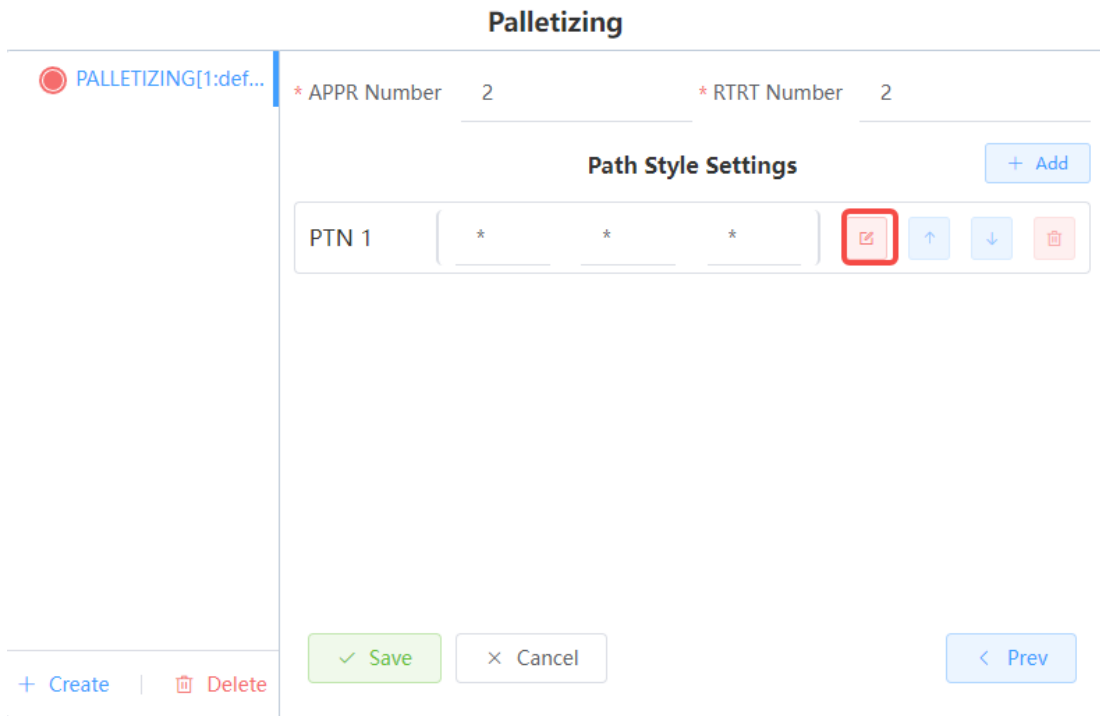 Palletizing
PALLETIZING[1:def...
* APPR Number 2 * RTRT Number 2
Path Style Settings + Add
PTN 1 * * *
Save × Cancel < Prev
+ Create Delete